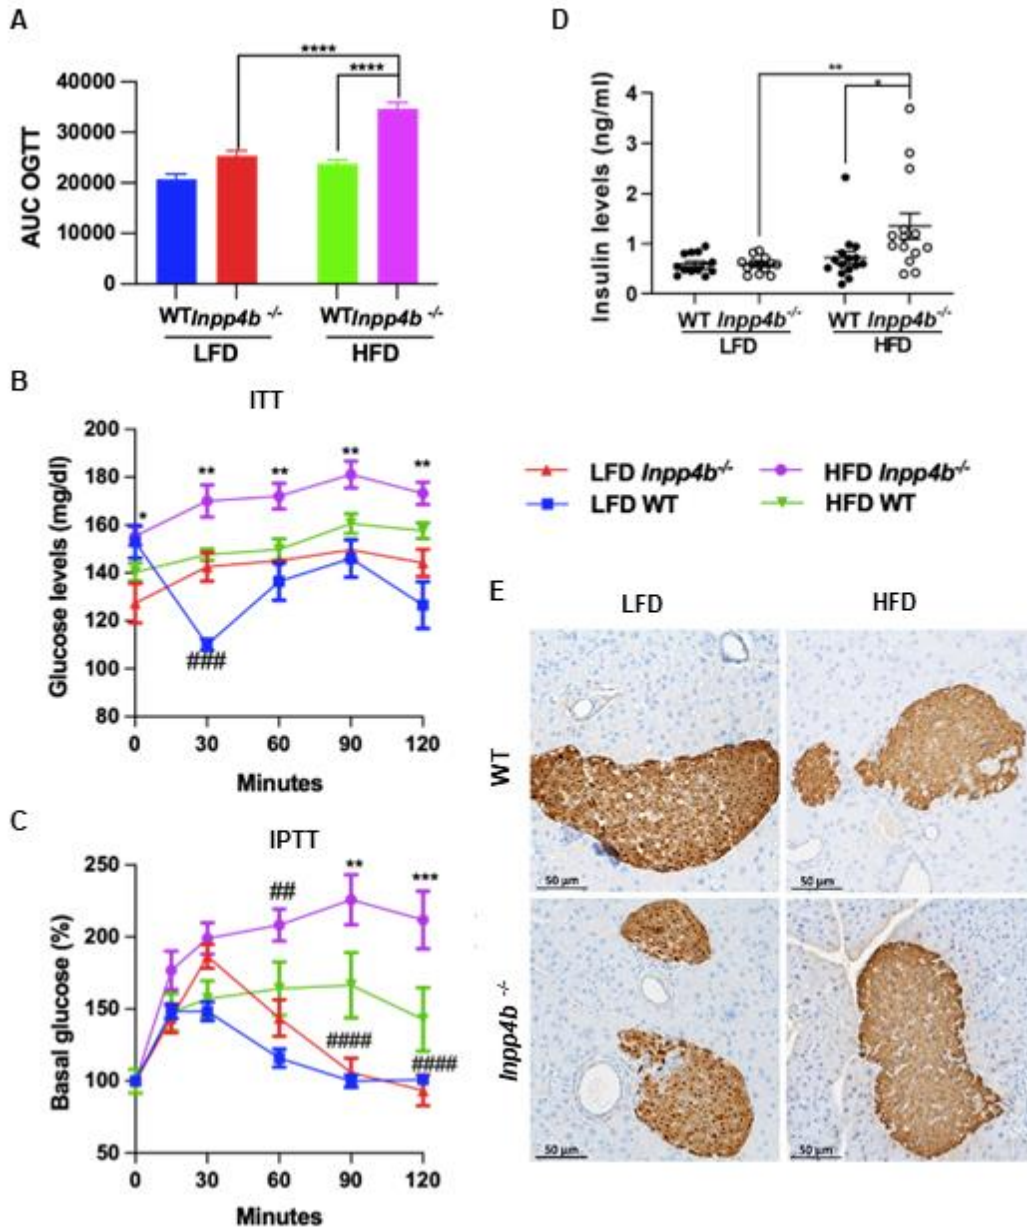 A
****
****
40000
30000
20000
10000
0
AUC OGTT
WT Inpp4b -/-
WT Inpp4b -/-
LFD
HFD
D
**
*
4
3
2
1
0
Insulin levels (ng/ml)
WT Inpp4b-/-
WT Inpp4b-/-
LFD
HFD
B
ITT
200
180
160
140
120
100
80
Glucose levels (mg/dl)
*
**
**
**
**
###
0
30
60
90
120
Minutes
LFD Inpp4b-/-
HFD Inpp4b-/-
LFD WT
HFD WT
C
IPTT
250
200
150
100
50
Basal glucose (%)
##
**
***
####
####
0
30
60
90
120
Minutes
E
LFD
HFD
WT
50 µm
50 µm
Inpp4b -/-
50 µm
50 µm